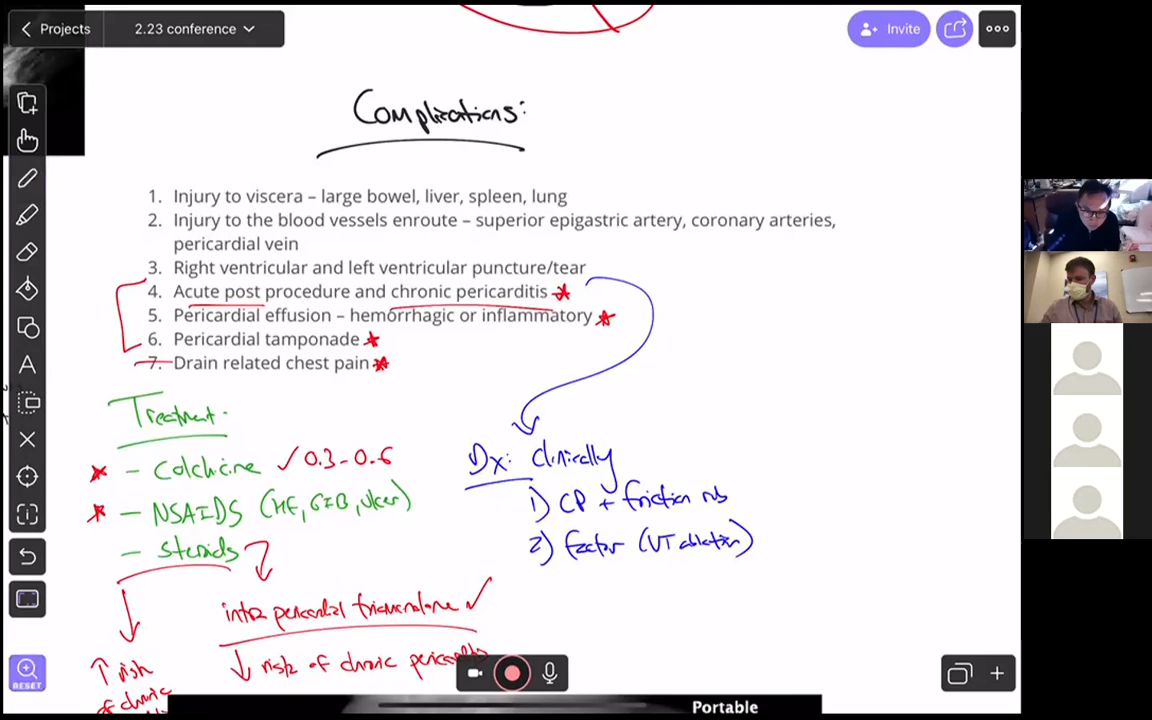 Projects
2.23 conference
Invite
Complications:
1. Injury to viscera – large bowel, liver, spleen, lung
2. Injury to the blood vessels enroute – superior epigastric artery, coronary arteries,
pericardial vein
3. Right ventricular and left ventricular puncture/tear
4. Acute post procedure and chronic pericarditis
5. Pericardial effusion – hemorrhagic or inflammatory
6. Pericardial tamponade
7. Drain related chest pain
Treatment.
- Colchicine ✓ 0.3-0.6
- NSAIDS (HF, GIB, ulcer)
- Steroids
intra pericardial triamcinolone ✓
↓ risk of chronic pericarditis
↑ risk
of chronic
Dx: clinically
1) CP + friction rub
2) factor (VT ablation)
RESET
Portable